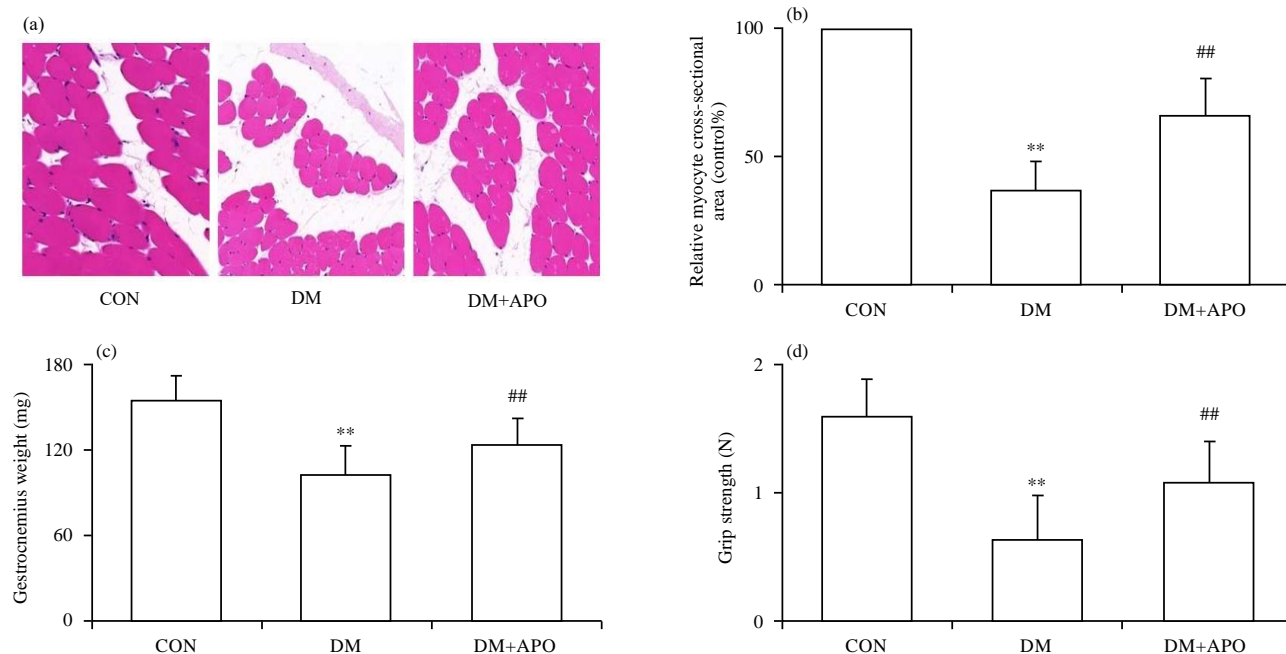 (a)
CON
DM
DM+APO
(b)
Relative myocyte cross-sectional
area (control%)
100
50
0
**
##
CON
DM
DM+APO
(c)
Gestrocnemius weight (mg)
180
120
60
0
**
##
CON
DM
DM+APO
(d)
Grip strength (N)
2
1
0
**
##
CON
DM
DM+APO